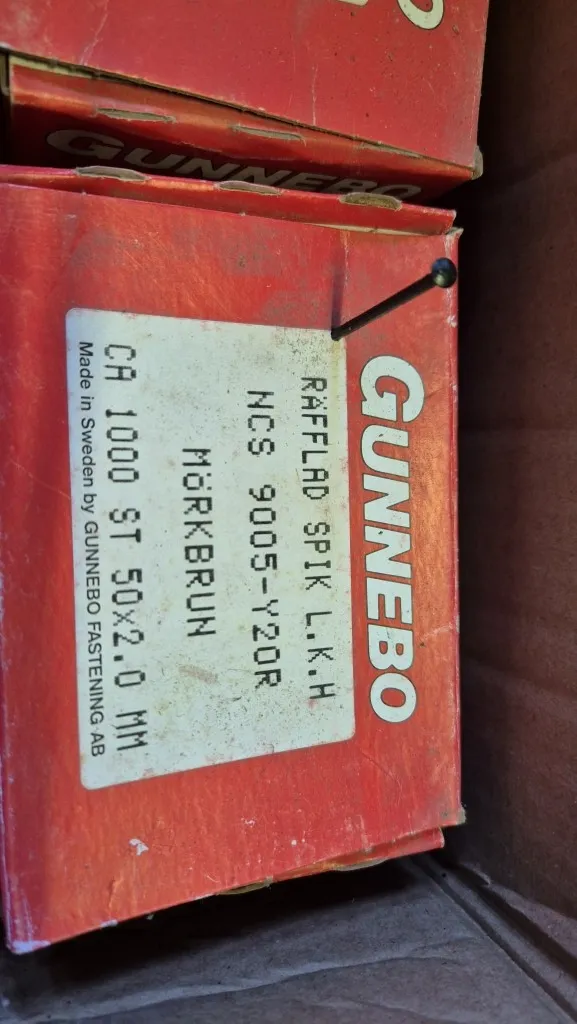 GUNNEBO
GUNNEBO
RÄFFLAD SPIK L.K.H
NCS 9005-Y20R
MÖRKBRUN
CA 1000 ST 50x2.0 MM
Made in Sweden by GUNNEBO FASTENING AB